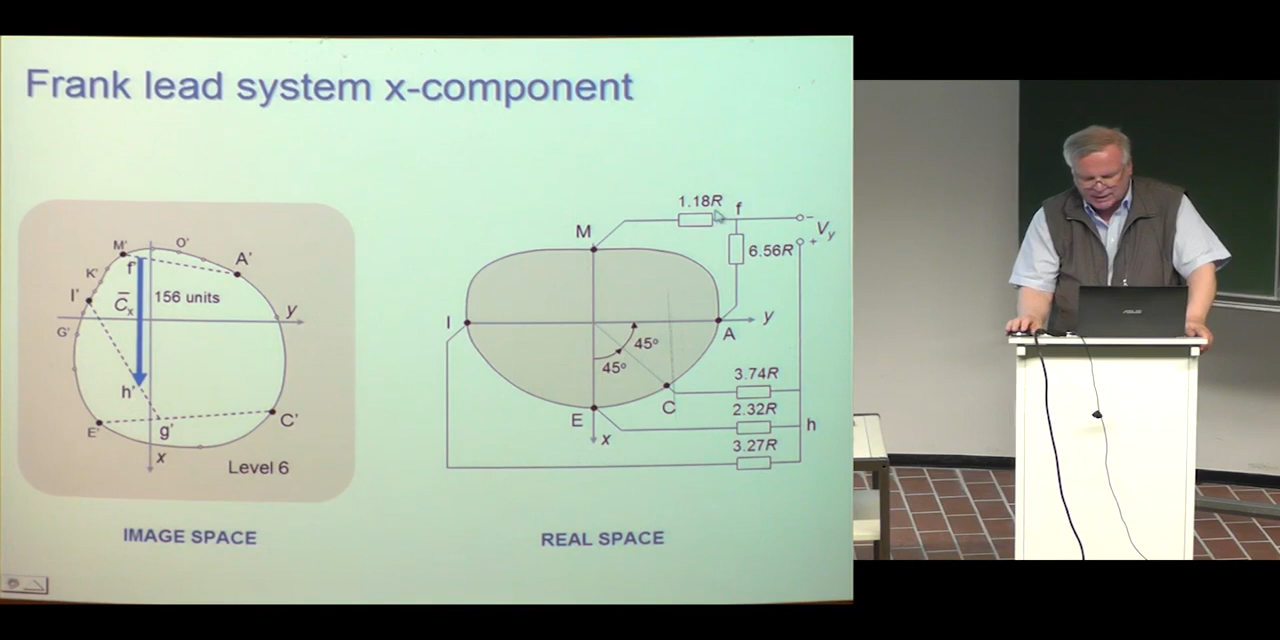 Frank lead system x-component
M'
O'
A'
K'
f'
I'
C̅x
156 units
y
G'
h'
E'
g'
C'
x
Level 6
IMAGE SPACE
1.18R
f
−
Vy
+
M
6.56R
I
y
A
45°
45°
3.74R
C
2.32R
E
x
h
3.27R
REAL SPACE
ASUS